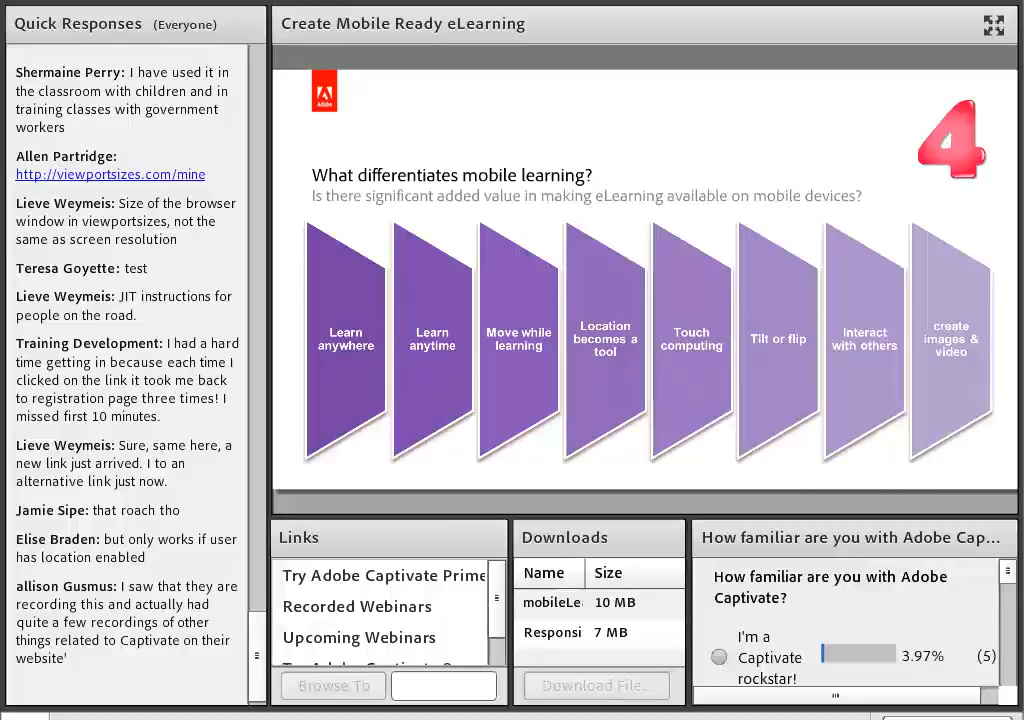 Quick Responses (Everyone)
Shermaine Perry: I have used it in
the classroom with children and in
training classes with government
workers
Allen Partridge:
http://viewportsizes.com/mine
Lieve Weymeis: Size of the browser
window in viewportsizes, not the
same as screen resolution
Teresa Goyette: test
Lieve Weymeis: JIT instructions for
people on the road.
Training Development: I had a hard
time getting in because each time I
clicked on the link it took me back
to registration page three times! I
missed first 10 minutes.
Lieve Weymeis: Sure, same here, a
new link just arrived. I to an
alternative link just now.
Jamie Sipe: that roach tho
Elise Braden: but only works if user
has location enabled
allison Gusmus: I saw that they are
recording this and actually had
quite a few recordings of other
things related to Captivate on their
website'
Create Mobile Ready eLearning
Adobe
4
What differentiates mobile learning?
Is there significant added value in making eLearning available on mobile devices?
Learn
anywhere
Learn
anytime
Move while
learning
Location
becomes a
tool
Touch
computing
Tilt or flip
Interact
with others
create
images &
video
Links
Try Adobe Captivate Prime
Recorded Webinars
Upcoming Webinars
Browse To
Downloads
Name Size
mobileLe 10 MB
Responsi 7 MB
Download File...
How familiar are you with Adobe Cap...
How familiar are you with Adobe
Captivate?
I'm a
Captivate
rockstar!
3.97% (5)